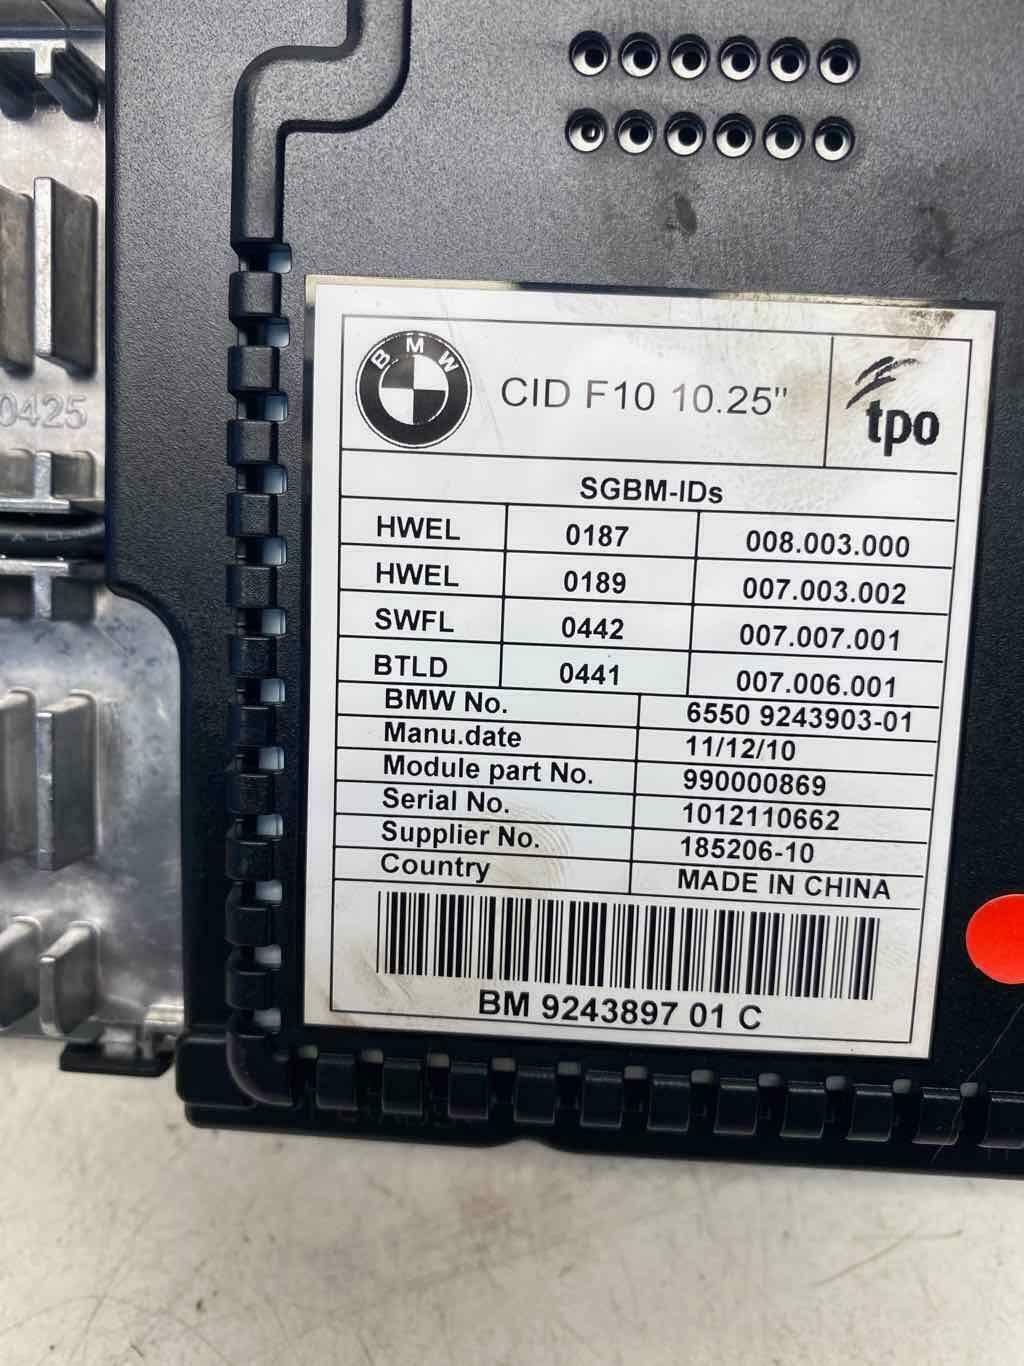 BMW
CID F10 10.25"
tpo
SGBM-IDs
HWEL 0187 008.003.000
HWEL 0189 007.003.002
SWFL 0442 007.007.001
BTLD 0441 007.006.001
BMW No. 6550 9243903-01
Manu.date 11/12/10
Module part No. 990000869
Serial No. 1012110662
Supplier No. 185206-10
Country MADE IN CHINA
BM 9243897 01 C
0425